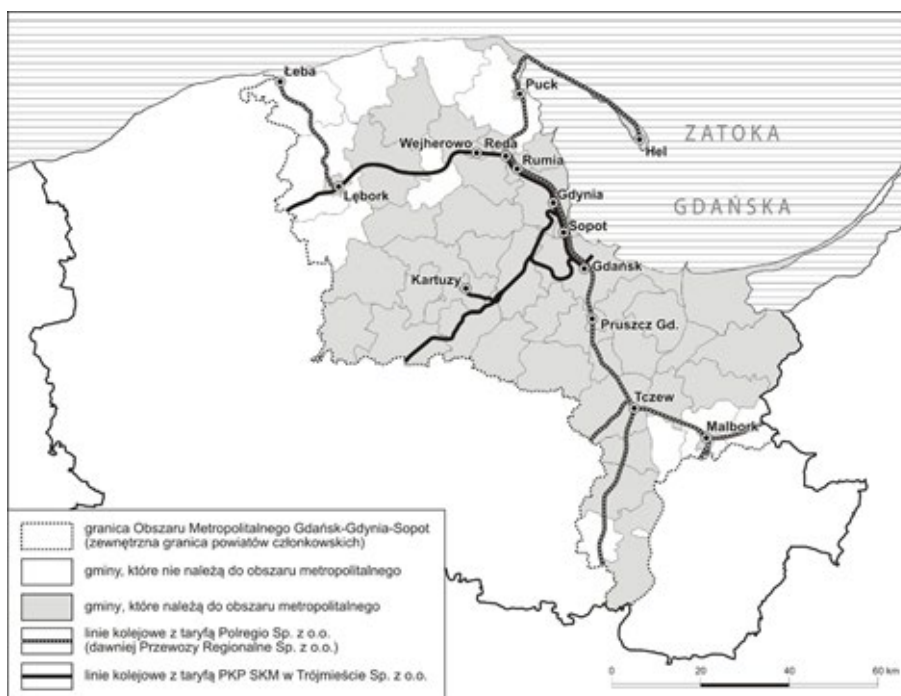 Łeba
Puck
Hel
ZATOKA
GDAŃSKA
Wejherowo
Reda
Rumia
Lębork
Gdynia
Sopot
Gdańsk
Kartuzy
Pruszcz Gd.
Tczew
Malbork
granica Obszaru Metropolitalnego Gdańsk-Gdynia-Sopot
(zewnętrzna granica powiatów członkowskich)
gminy, które nie należą do obszaru metropolitalnego
gminy, które należą do obszaru metropolitalnego
linie kolejowe z taryfą Polregio Sp. z o.o.
(dawniej Przewozy Regionalne Sp. z o.o.)
linie kolejowe z taryfą PKP SKM w Trójmieście Sp. z o.o.
0 20 40 60 km